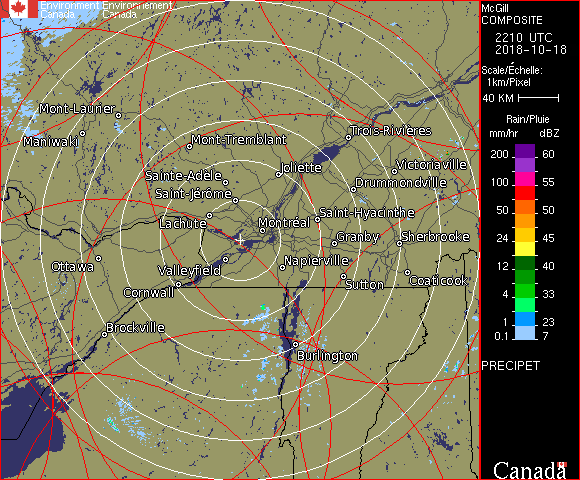 Environment Environnement
Canada Canada
McGill
COMPOSITE
2210 UTC
2018-10-18
Scale/Échelle:
1km/Pixel
40 KM
Rain/Pluie
mm/hr dBZ
200 60
150 57
100 55
50 50
24 45
12 40
4 33
1 23
0.1 7
PRECIPET
Canada
Mont-Laurier
Maniwaki
Mont-Tremblant
Trois-Rivières
Sainte-Adèle
Joliette
Victoriaville
Saint-Jérôme
Drummondville
Lachute
Montréal
Saint-Hyacinthe
Granby
Sherbrooke
Ottawa
Valleyfield
Napierville
Cornwall
Sutton
Coaticook
Brockville
Burlington